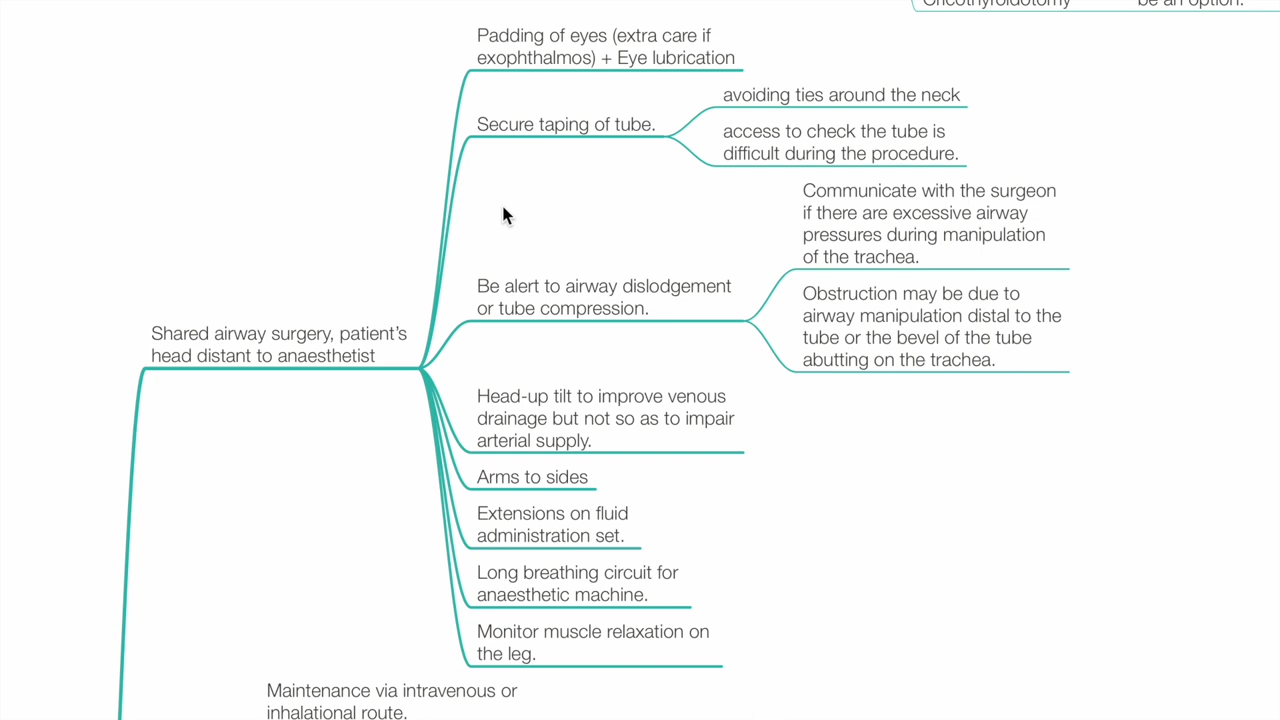 Cricothyroidotomy
be an option.
Padding of eyes (extra care if
exophthalmos) + Eye lubrication
Secure taping of tube.
avoiding ties around the neck
access to check the tube is
difficult during the procedure.
Communicate with the surgeon
if there are excessive airway
pressures during manipulation
of the trachea.
Be alert to airway dislodgement
or tube compression.
Obstruction may be due to
airway manipulation distal to the
tube or the bevel of the tube
abutting on the trachea.
Shared airway surgery, patient’s
head distant to anaesthetist
Head-up tilt to improve venous
drainage but not so as to impair
arterial supply.
Arms to sides
Extensions on fluid
administration set.
Long breathing circuit for
anaesthetic machine.
Monitor muscle relaxation on
the leg.
Maintenance via intravenous or
inhalational route.